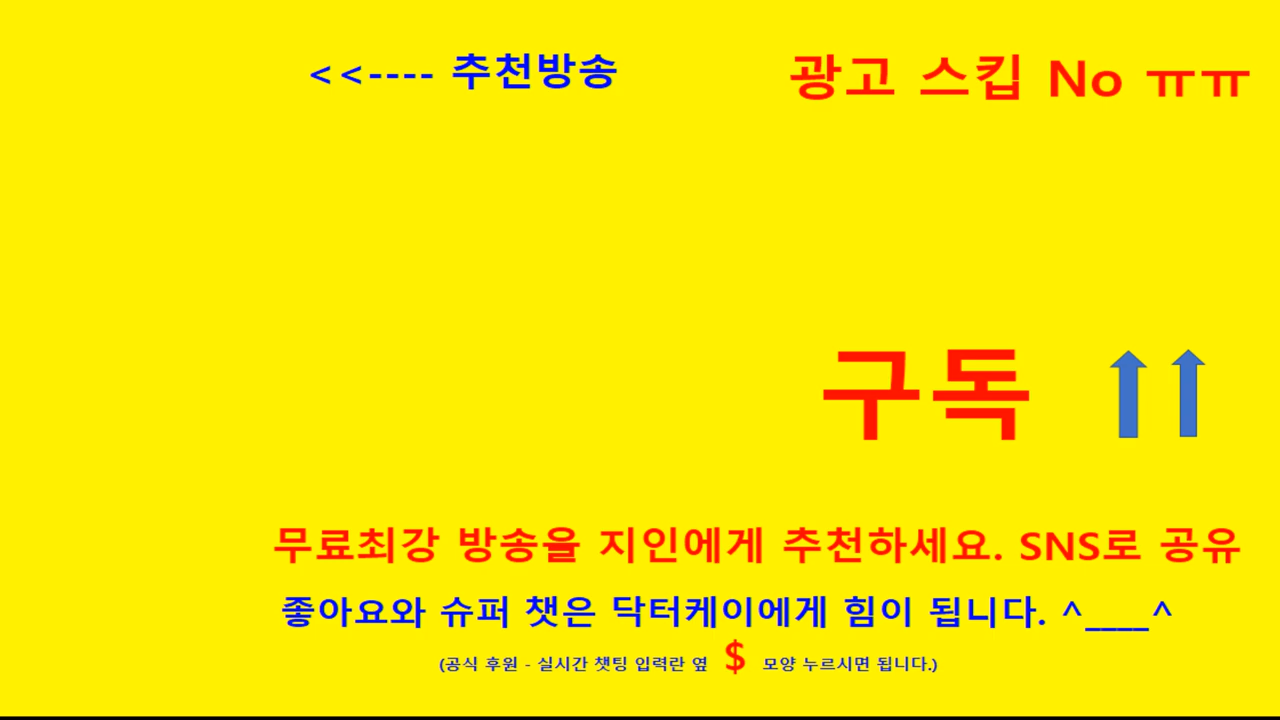 <<---- 추천방송
광고 스킵 No ㅠㅠ
구독
무료최강 방송을 지인에게 추천하세요. SNS로 공유
좋아요와 슈퍼 챗은 닥터케이에게 힘이 됩니다. ^____^
(공식 후원 - 실시간 챗팅 입력란 옆 $ 모양 누르시면 됩니다.)